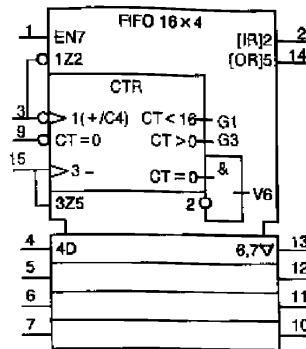 FIFO 16×4
1 EN7 [IR]2 2
1Z2 [OR]5 14
CTR
3 1(+/C4) CT<16 G1
9 CT=0 CT>0 G3
15 3− CT=0 & V6
3Z5 2
4 4D 6,7▽ 13
5 12
6 11
7 10